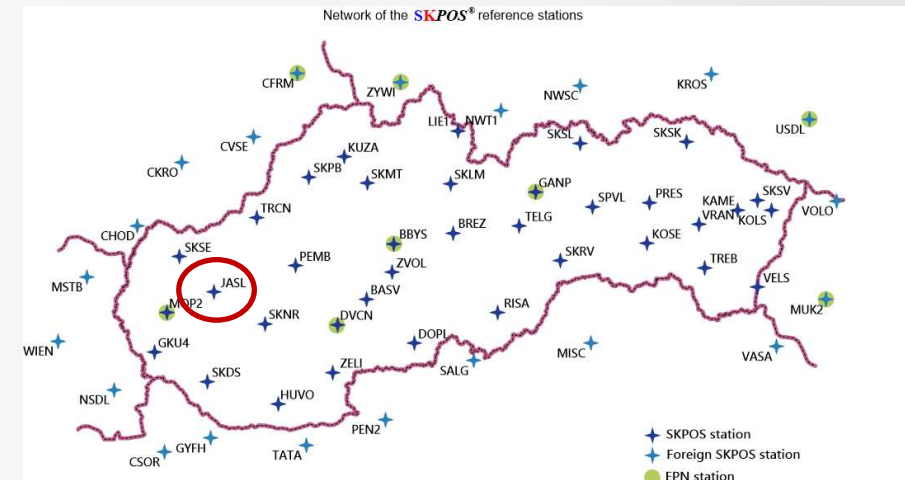 Network of the SKPOS® reference stations
CFRM
ZYWI
NWSC
KROS
LIE1
NWT1
USDL
SKSL
SKSK
CVSE
KUZA
CKRO
SKPB
SKMT
SKLM
GANP
SPVL
PRES
KAME
SKSV
VRAN
KOLS
VOLO
TRCN
TELG
BREZ
CHOD
BBYS
KOSE
SKSE
PEMB
ZVOL
SKRV
TREB
MSTB
JASL
VELS
BASV
MOP2
RISA
MUK2
SKNR
DVCN
DOPL
WIEN
GKU4
MISC
VASA
ZELI
SALG
SKDS
NSDL
HUVO
PEN2
GYFH
TATA
CSOR
SKPOS station
Foreign SKPOS station
EPN station